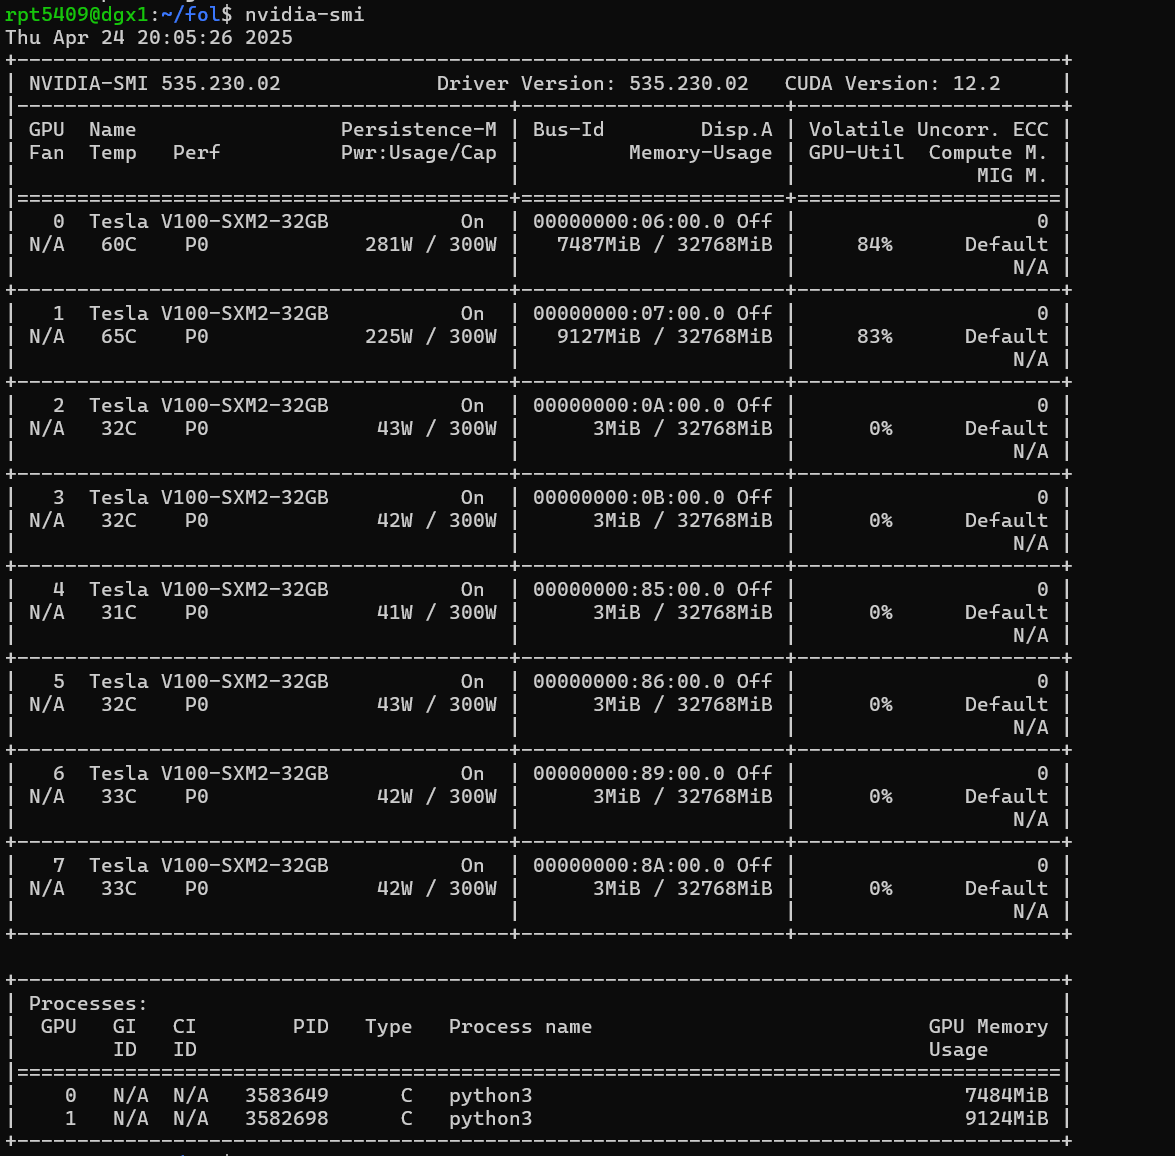 rpt5409@dgx1:~/fol$ nvidia-smi
Thu Apr 24 20:05:26 2025
+---------------------------------------------------------------------------------------+
| NVIDIA-SMI 535.230.02             Driver Version: 535.230.02   CUDA Version: 12.2     |
|-----------------------------------------+----------------------+----------------------+
| GPU  Name                 Persistence-M | Bus-Id        Disp.A | Volatile Uncorr. ECC |
| Fan  Temp   Perf          Pwr:Usage/Cap |         Memory-Usage | GPU-Util  Compute M. |
|                                         |                      |               MIG M. |
|=========================================+======================+======================|
|   0  Tesla V100-SXM2-32GB           On  | 00000000:06:00.0 Off |                    0 |
| N/A   60C    P0             281W / 300W |   7487MiB / 32768MiB |     84%      Default |
|                                         |                      |                  N/A |
+-----------------------------------------+----------------------+----------------------+
|   1  Tesla V100-SXM2-32GB           On  | 00000000:07:00.0 Off |                    0 |
| N/A   65C    P0             225W / 300W |   9127MiB / 32768MiB |     83%      Default |
|                                         |                      |                  N/A |
+-----------------------------------------+----------------------+----------------------+
|   2  Tesla V100-SXM2-32GB           On  | 00000000:0A:00.0 Off |                    0 |
| N/A   32C    P0              43W / 300W |      3MiB / 32768MiB |      0%      Default |
|                                         |                      |                  N/A |
+-----------------------------------------+----------------------+----------------------+
|   3  Tesla V100-SXM2-32GB           On  | 00000000:0B:00.0 Off |                    0 |
| N/A   32C    P0              42W / 300W |      3MiB / 32768MiB |      0%      Default |
|                                         |                      |                  N/A |
+-----------------------------------------+----------------------+----------------------+
|   4  Tesla V100-SXM2-32GB           On  | 00000000:85:00.0 Off |                    0 |
| N/A   31C    P0              41W / 300W |      3MiB / 32768MiB |      0%      Default |
|                                         |                      |                  N/A |
+-----------------------------------------+----------------------+----------------------+
|   5  Tesla V100-SXM2-32GB           On  | 00000000:86:00.0 Off |                    0 |
| N/A   32C    P0              43W / 300W |      3MiB / 32768MiB |      0%      Default |
|                                         |                      |                  N/A |
+-----------------------------------------+----------------------+----------------------+
|   6  Tesla V100-SXM2-32GB           On  | 00000000:89:00.0 Off |                    0 |
| N/A   33C    P0              42W / 300W |      3MiB / 32768MiB |      0%      Default |
|                                         |                      |                  N/A |
+-----------------------------------------+----------------------+----------------------+
|   7  Tesla V100-SXM2-32GB           On  | 00000000:8A:00.0 Off |                    0 |
| N/A   33C    P0              42W / 300W |      3MiB / 32768MiB |      0%      Default |
|                                         |                      |                  N/A |
+-----------------------------------------+----------------------+----------------------+

+---------------------------------------------------------------------------------------+
| Processes:                                                                            |
|  GPU   GI   CI        PID   Type   Process name                            GPU Memory |
|        ID   ID                                                             Usage      |
|=======================================================================================|
|    0   N/A  N/A   3583649      C   python3                                    7484MiB |
|    1   N/A  N/A   3582698      C   python3                                    9124MiB |
+---------------------------------------------------------------------------------------+